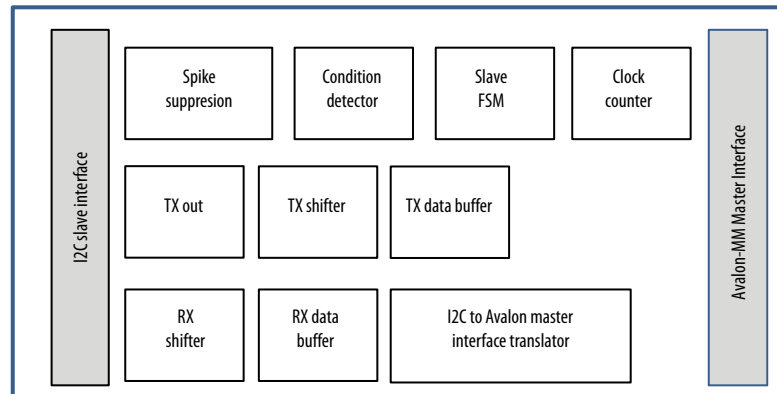 I2C slave interface
Spike
suppresion
Condition
detector
Slave
FSM
Clock
counter
TX out
TX shifter
TX data buffer
RX
shifter
RX data
buffer
I2C to Avalon master
interface translator
Avalon-MM Master Interface